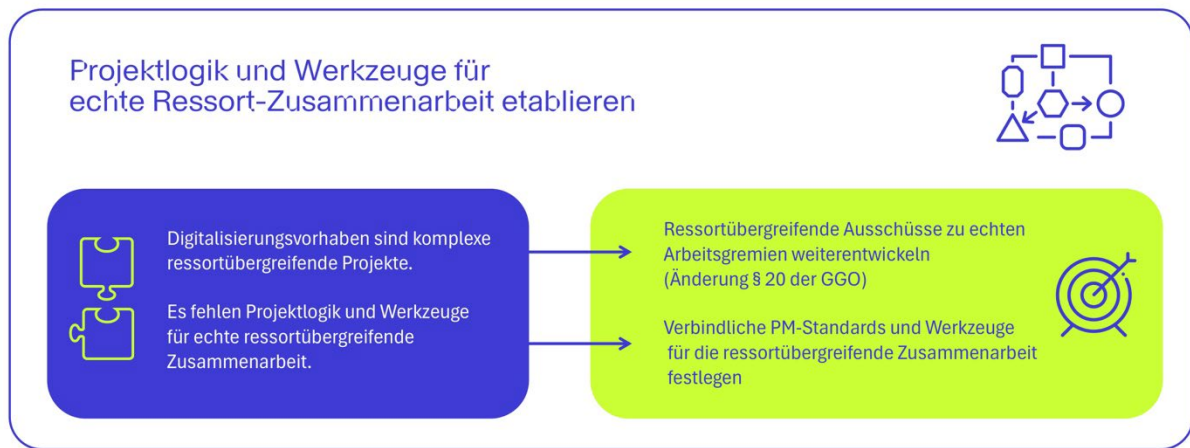 Projektlogik und Werkzeuge für
echte Ressort-Zusammenarbeit etablieren
Digitalisierungsvorhaben sind komplexe
ressortübergreifende Projekte.
Es fehlen Projektlogik und Werkzeuge
für echte ressortübergreifende
Zusammenarbeit.
Ressortübergreifende Ausschüsse zu echten
Arbeitsgremien weiterentwickeln
(Änderung § 20 der GGO)
Verbindliche PM-Standards und Werkzeuge
für die ressortübergreifende Zusammenarbeit
festlegen